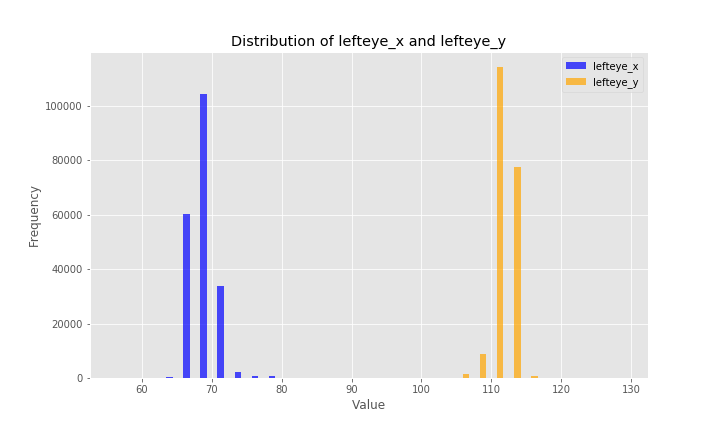 Distribution of lefteye_x and lefteye_y
lefteye_x
lefteye_y
Frequency
100000
80000
60000
40000
20000
0
60 70 80 90 100 110 120 130
Value